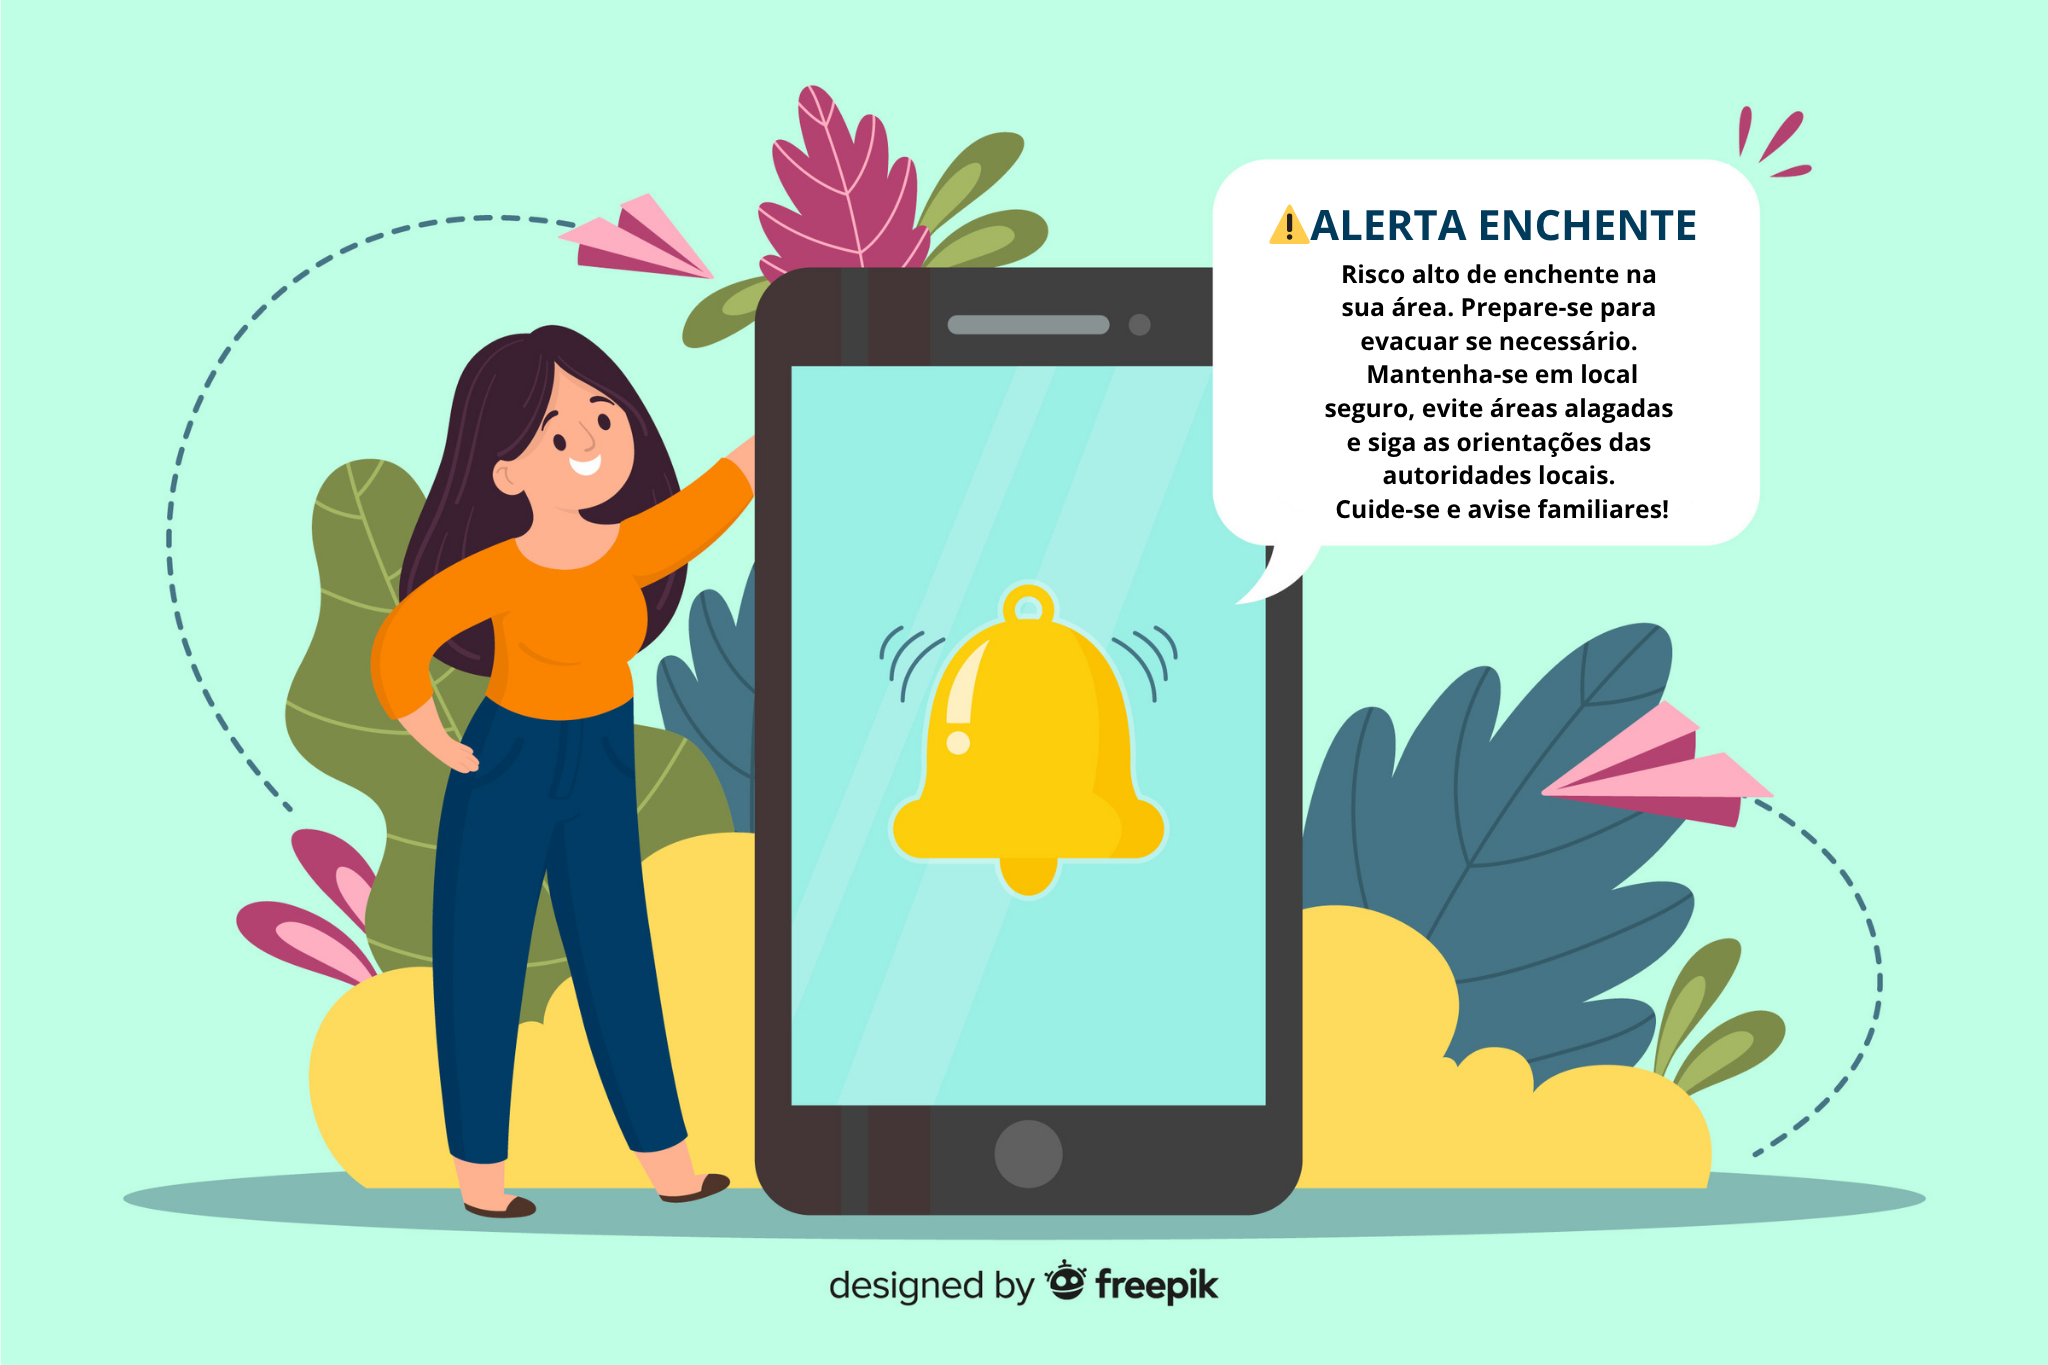 ⚠ALERTA ENCHENTE
Risco alto de enchente na
sua área. Prepare-se para
evacuar se necessário.
Mantenha-se em local
seguro, evite áreas alagadas
e siga as orientações das
autoridades locais.
Cuide-se e avise familiares!
designed by freepik